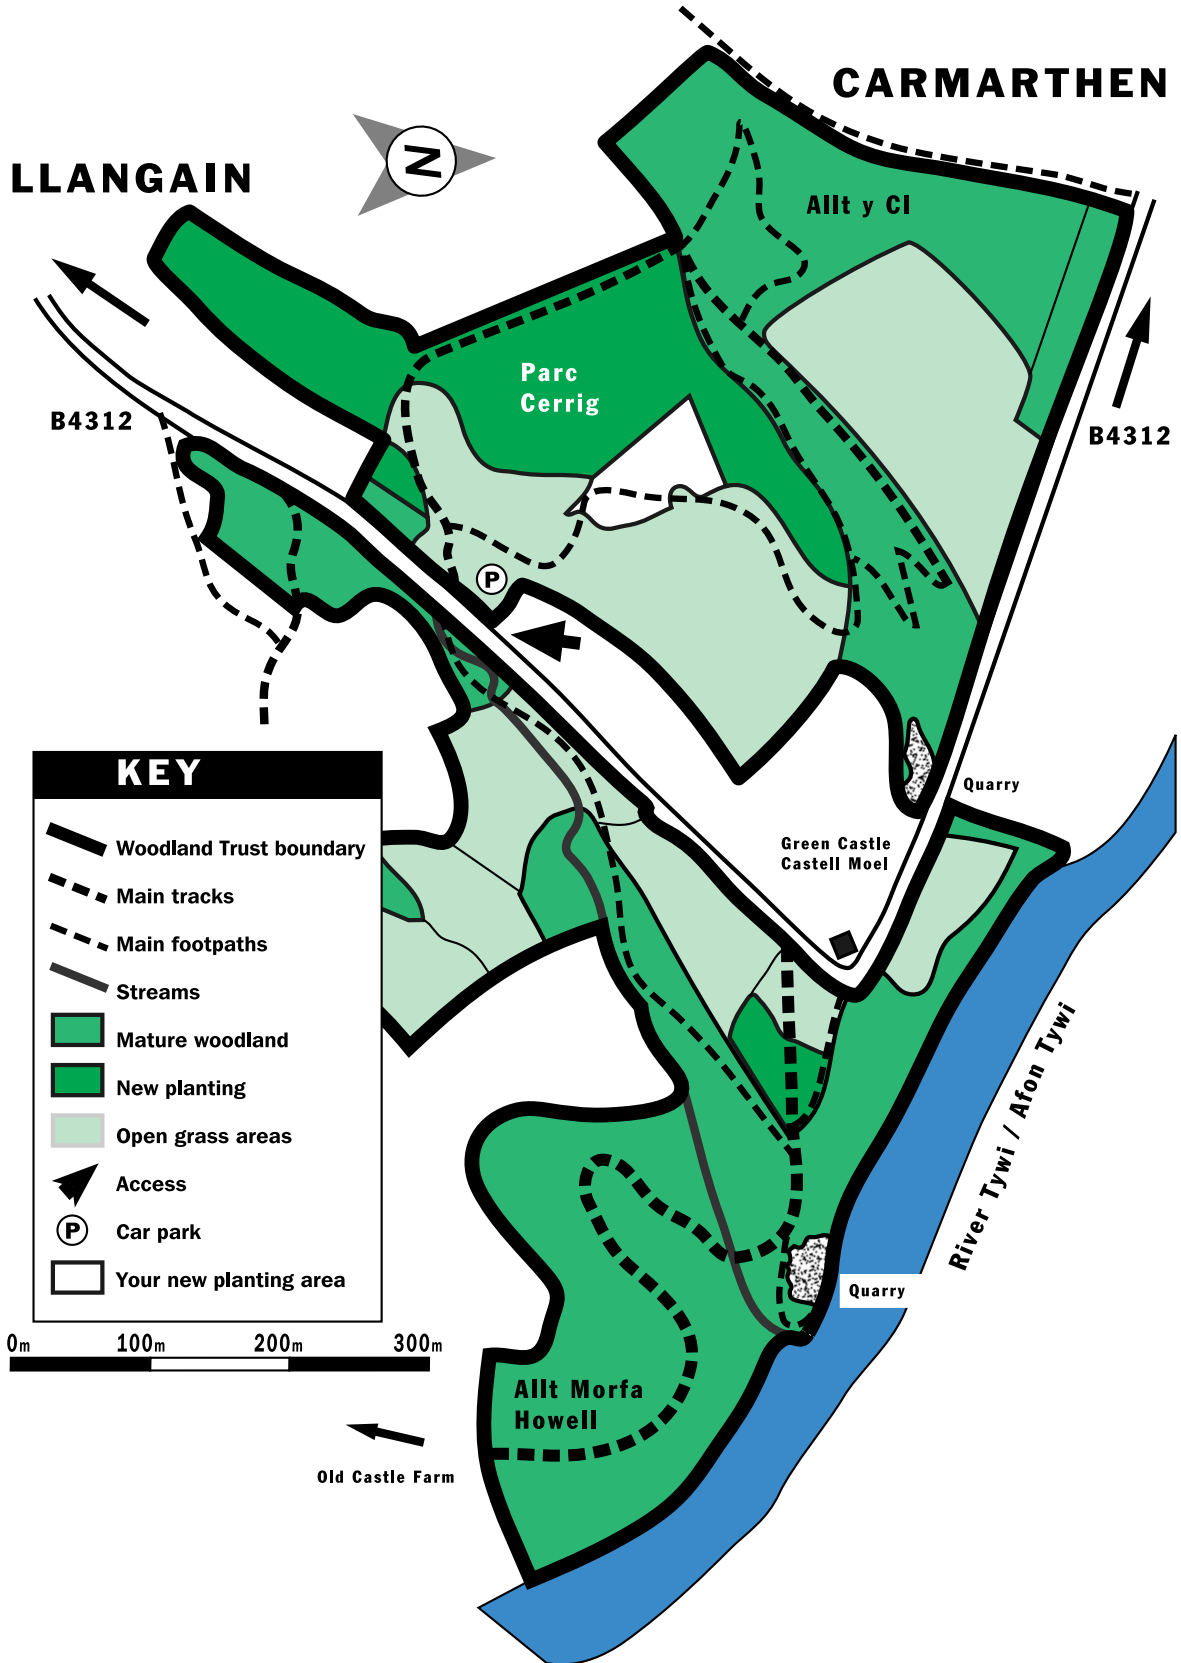 CARMARTHEN
LLANGAIN
N
Allt y Cl
Parc
Cerrig
B4312
B4312
P
Quarry
Green Castle
Castell Moel
KEY
Woodland Trust boundary
Main tracks
Main footpaths
Streams
Mature woodland
New planting
Open grass areas
Access
P Car park
Your new planting area
River Tywi / Afon Tywi
Quarry
0m 100m 200m 300m
Allt Morfa
Howell
Old Castle Farm